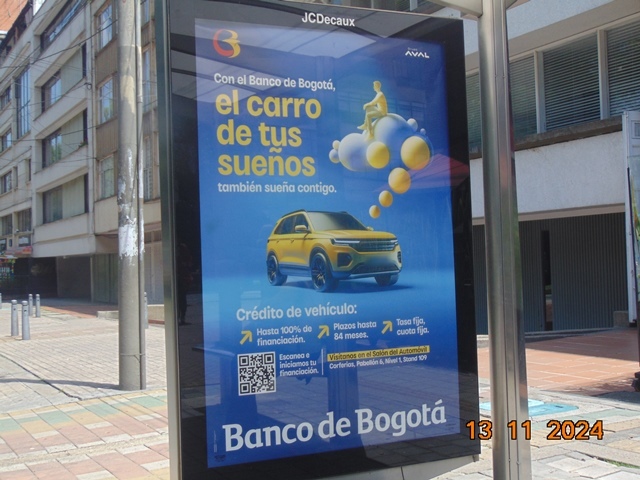 JCDecaux
AVAL
Con el Banco de Bogotá,
el carro
de tus
sueños
también sueña contigo.
Crédito de vehículo:
Hasta 100% de
financiación.
Plazos hasta
84 meses.
Tasa fija,
cuota fija.
Escanea e
iniciamos tu
financiación.
Visítanos en el Salón del Automóvil
Corferias, Pabellón 6, Nivel 1, Stand 109
Banco de Bogotá
13 11 2024